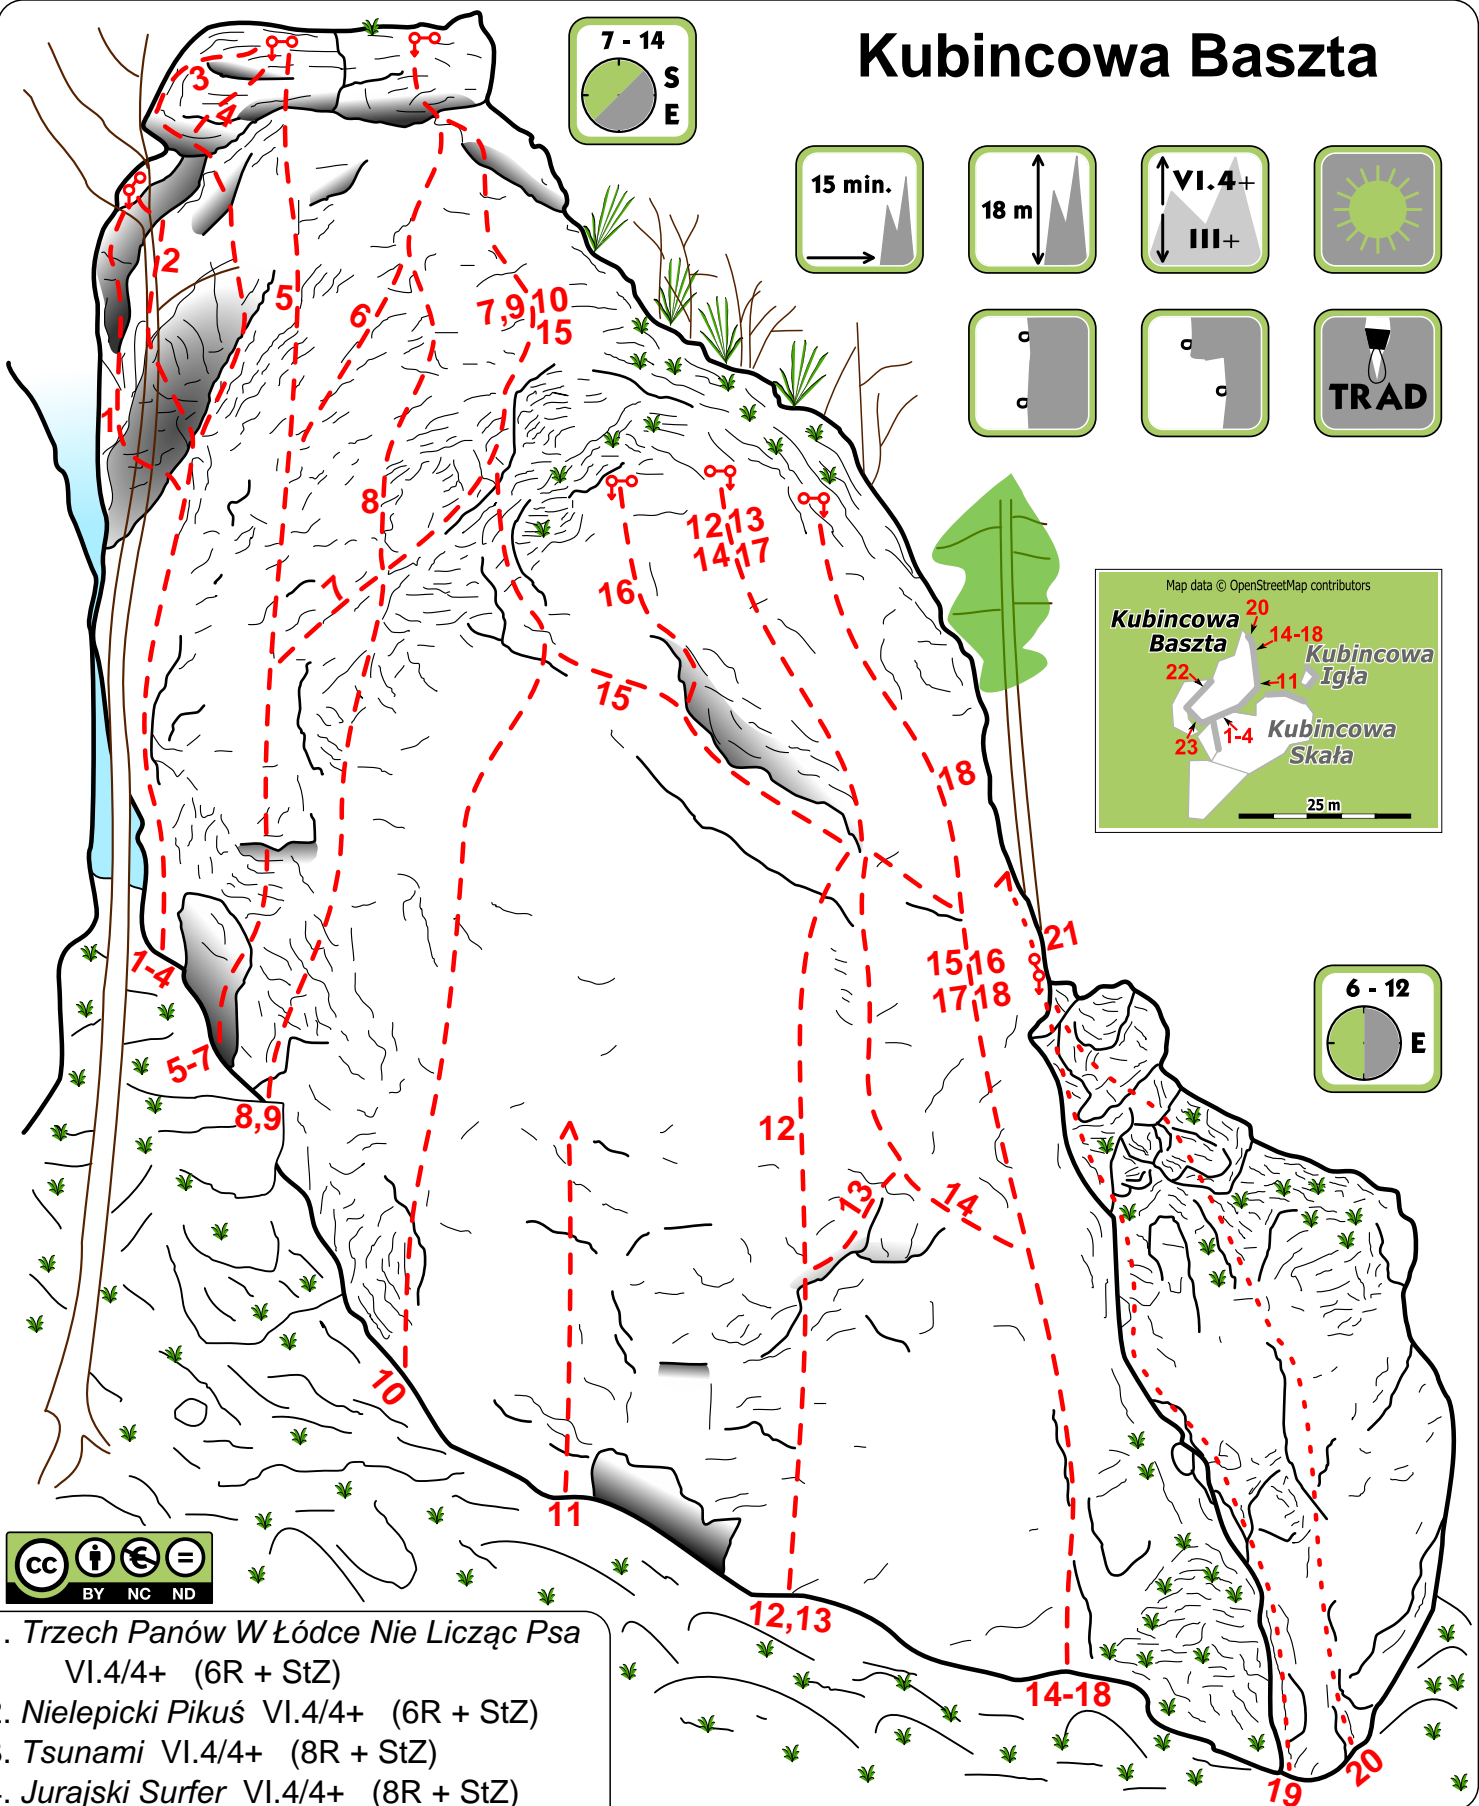 Kubincowa Baszta
7 - 14
S
E
15 min.
18 m
VI.4+
III+
TRAD
3
4
2
1
5
6
7,9
10
15
8
7
16
12
13
14
17
15
18
Map data © OpenStreetMap contributors
Kubincowa
Baszta
20
14-18
Kubincowa
Igła
22
11
23
1-4
Kubincowa
Skała
25 m
1-4
5-7
8,9
15
16
17
18
21
6 - 12
E
12
13
14
10
11
12,13
14-18
19
20
cc
BY NC ND
. Trzech Panów W Łódce Nie Licząc Psa
VI.4/4+ (6R + StZ)
2. Nielepicki Pikuś VI.4/4+ (6R + StZ)
3. Tsunami VI.4/4+ (8R + StZ)
. Jurajski Surfer VI.4/4+ (8R + StZ)